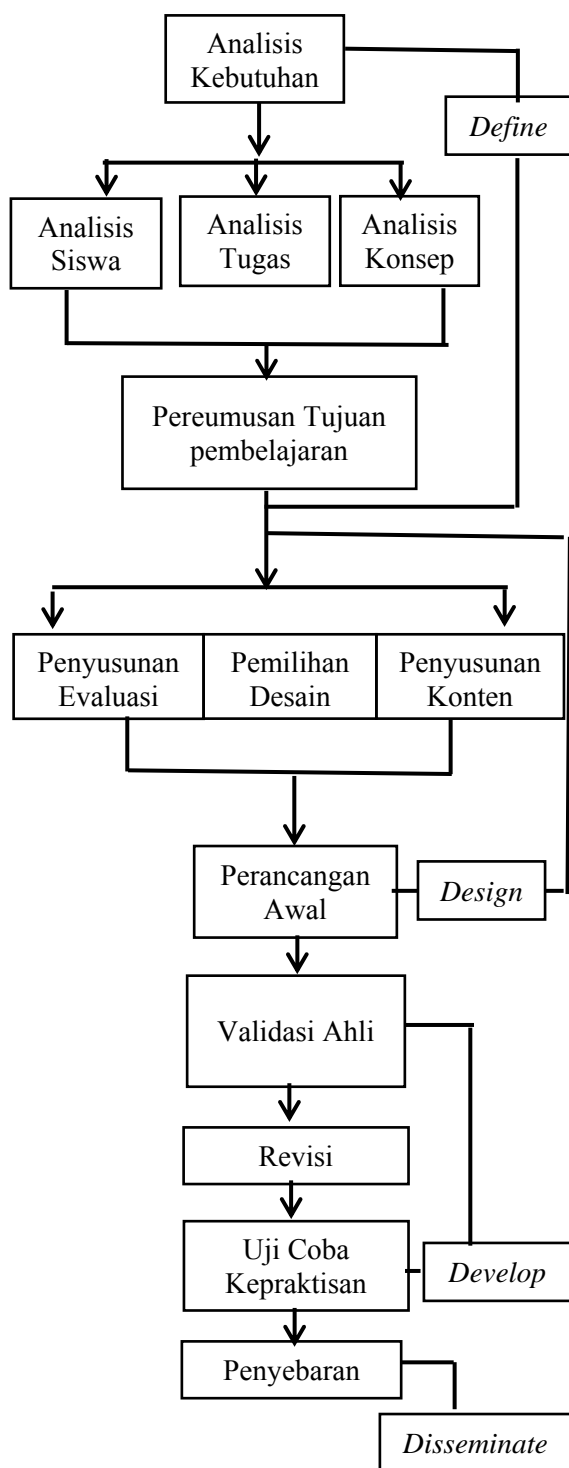 Analisis
Kebutuhan
Define
Analisis
Siswa
Analisis
Tugas
Analisis
Konsep
Pereumusan Tujuan
pembelajaran
Penyusunan
Evaluasi
Pemilihan
Desain
Penyusunan
Konten
Perancangan
Awal
Design
Validasi Ahli
Revisi
Uji Coba
Kepraktisan
Develop
Penyebaran
Disseminate